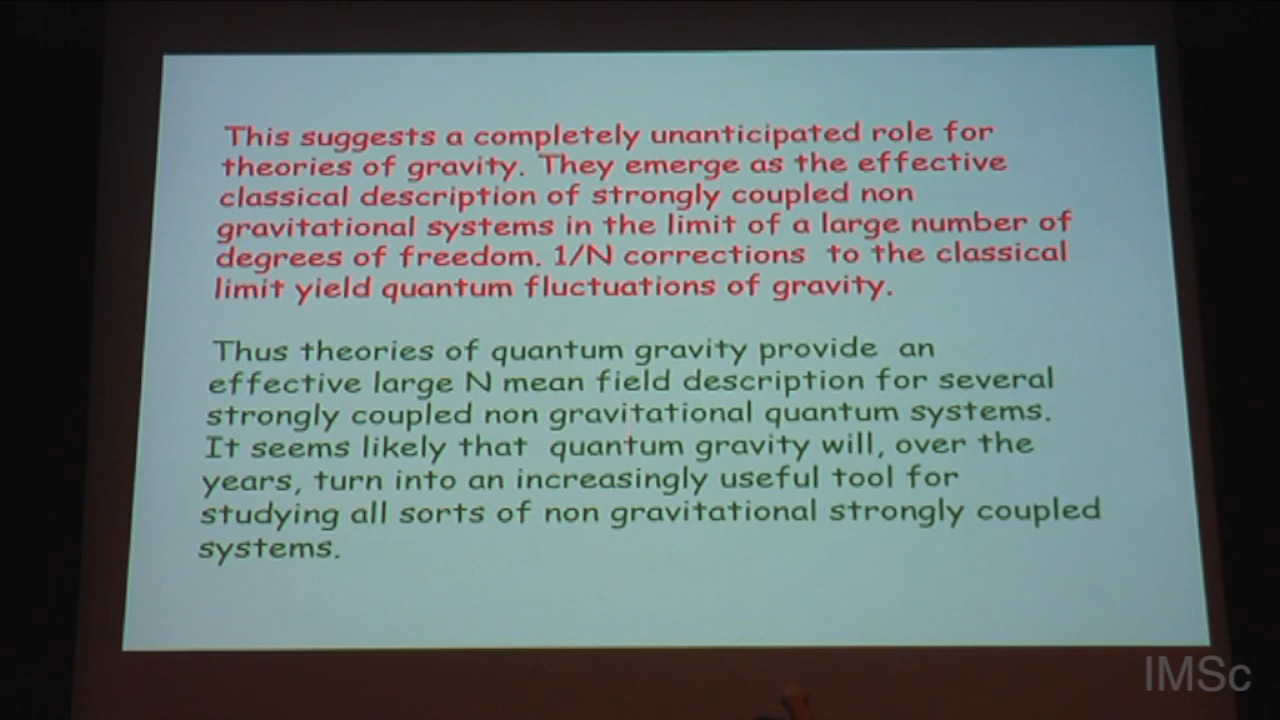 This suggests a completely unanticipated role for
theories of gravity. They emerge as the effective
classical description of strongly coupled non
gravitational systems in the limit of a large number of
degrees of freedom. 1/N corrections to the classical
limit yield quantum fluctuations of gravity.
Thus theories of quantum gravity provide an
effective large N mean field description for several
strongly coupled non gravitational quantum systems.
It seems likely that quantum gravity will, over the
years, turn into an increasingly useful tool for
studying all sorts of non gravitational strongly coupled
systems.
IMSc